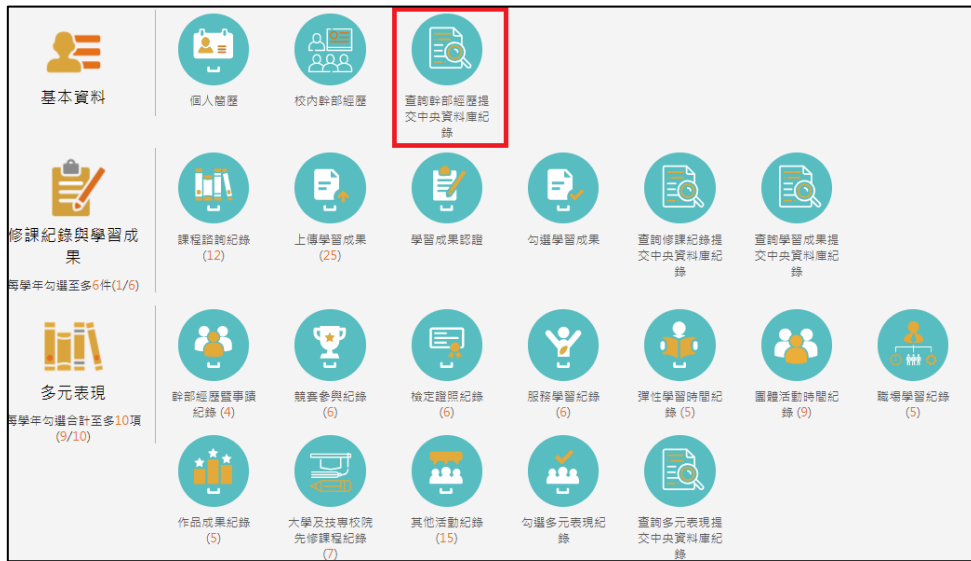 基本資料
個人簡歷
校內幹部經歷
查詢幹部經歷提
交中央資料庫紀
錄
修課紀錄與學習成
果
每學年勾選至多6件(1/6)
課程諮詢紀錄
(12)
上傳學習成果
(25)
學習成果認證
勾選學習成果
查詢修課紀錄提
交中央資料庫紀
錄
查詢學習成果提
交中央資料庫紀
錄
多元表現
每學年勾選合計至多10項
(9/10)
幹部經歷暨事蹟
紀錄 (4)
競賽參與紀錄
(6)
檢定證照紀錄
(6)
服務學習紀錄
(6)
彈性學習時間紀
錄 (5)
團體活動時間紀
錄 (9)
職場學習紀錄
(5)
作品成果紀錄
(5)
大學及技專校院
先修課程紀錄
(7)
其他活動紀錄
(15)
勾選多元表現紀
錄
查詢多元表現提
交中央資料庫紀
錄